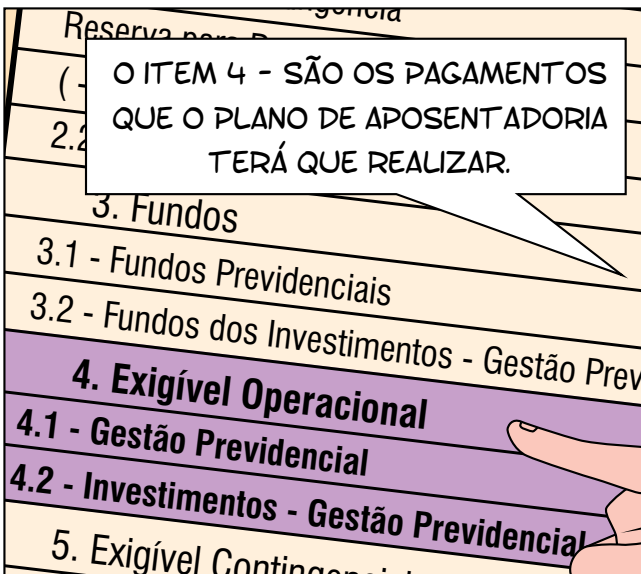 Reserva para
O ITEM 4 - SÃO OS PAGAMENTOS
QUE O PLANO DE APOSENTADORIA
TERÁ QUE REALIZAR.
( -
3. Fundos
3.1 - Fundos Previdenciais
3.2 - Fundos dos Investimentos - Gestão Prev
4. Exigível Operacional
4.1 - Gestão Previdencial
4.2 - Investimentos - Gestão Previdencial
5. Exigível